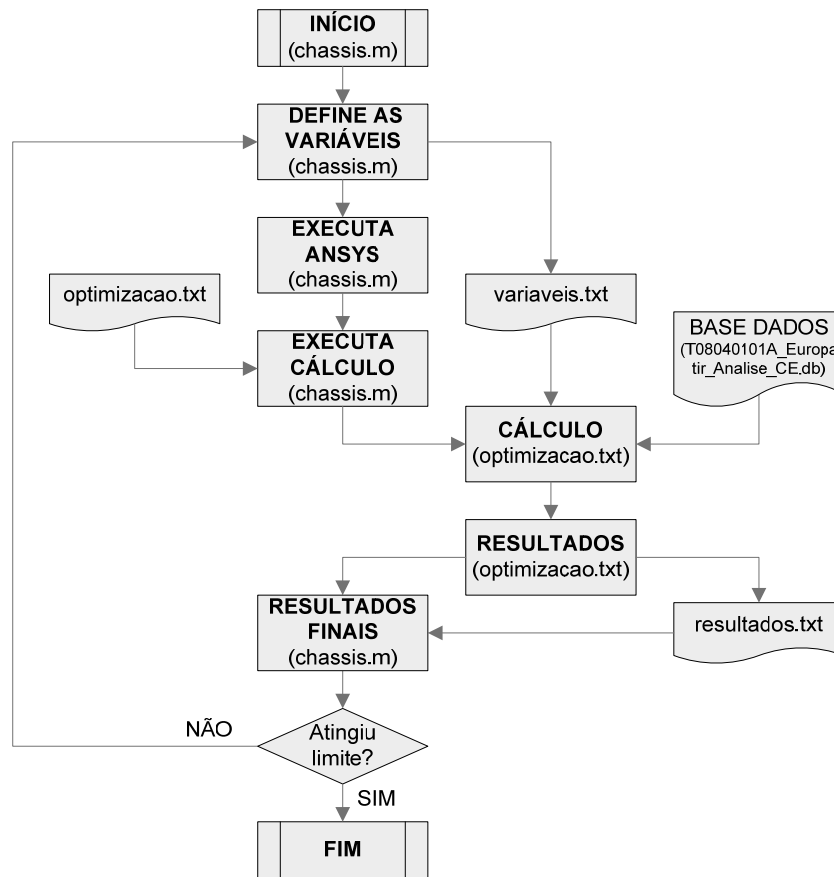 INÍCIO
(chassis.m)
DEFINE AS
VARIÁVEIS
(chassis.m)
EXECUTA
ANSYS
(chassis.m)
optimizacao.txt
variaveis.txt
BASE DADOS
(T08040101A_Europa
tir_Analise_CE.db)
EXECUTA
CÁLCULO
(chassis.m)
CÁLCULO
(optimizacao.txt)
RESULTADOS
(optimizacao.txt)
RESULTADOS
FINAIS
(chassis.m)
resultados.txt
NÃO
Atingiu
limite?
SIM
FIM